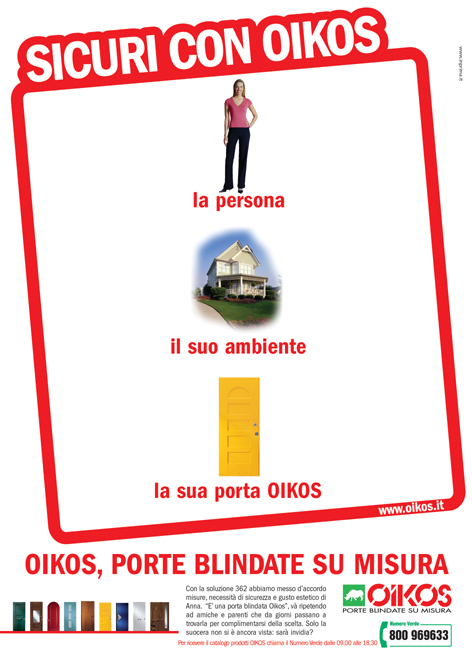 SICURI CON OIKOS
www.inprima.it
la persona
il suo ambiente
la sua porta OIKOS
www.oikos.it
OIKOS, PORTE BLINDATE SU MISURA
Con la soluzione 362 abbiamo messo d'accordo
misure, necessità di sicurezza e gusto estetico di
Anna. "E' una porta blindata Oikos", và ripetendo
ad amiche e parenti che da giorni passano a
trovarla per complimentarsi della scelta. Solo la
suocera non si è ancora vista: sarà invidia?
OIKOS
PORTE BLINDATE SU MISURA
Numero Verde
800 969633
Per ricevere il catalogo prodotti OIKOS chiama il Numero Verde dalle 09,00 alle 18,30